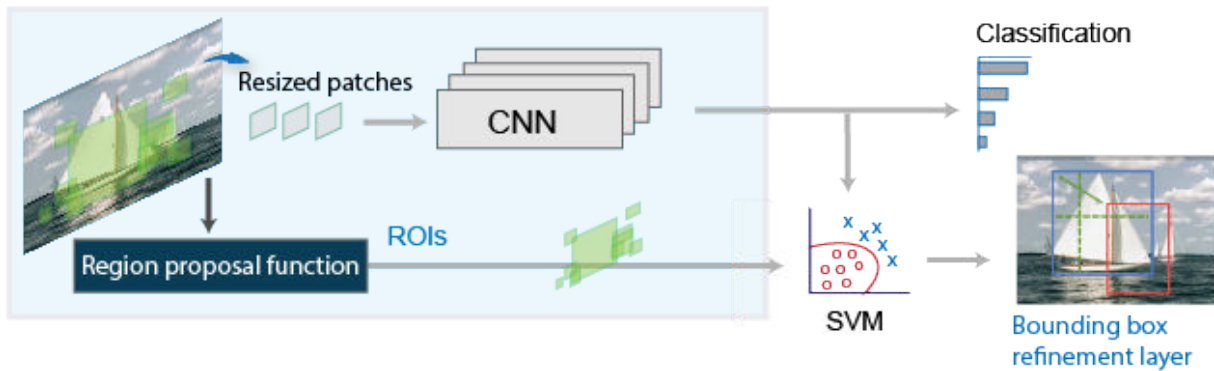 Classification
Resized patches
CNN
ROIs
Region proposal function
x x x x x
o o o o o o o
SVM
Bounding box
refinement layer